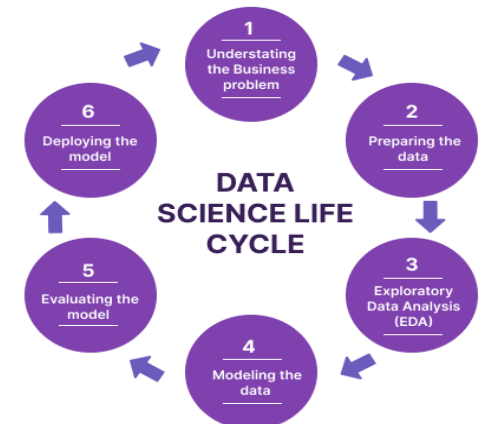 1
Understating
the Business
problem
2
Preparing the
data
3
Exploratory
Data Analysis
(EDA)
4
Modeling the
data
5
Evaluating the
model
6
Deploying the
model
DATA
SCIENCE LIFE
CYCLE